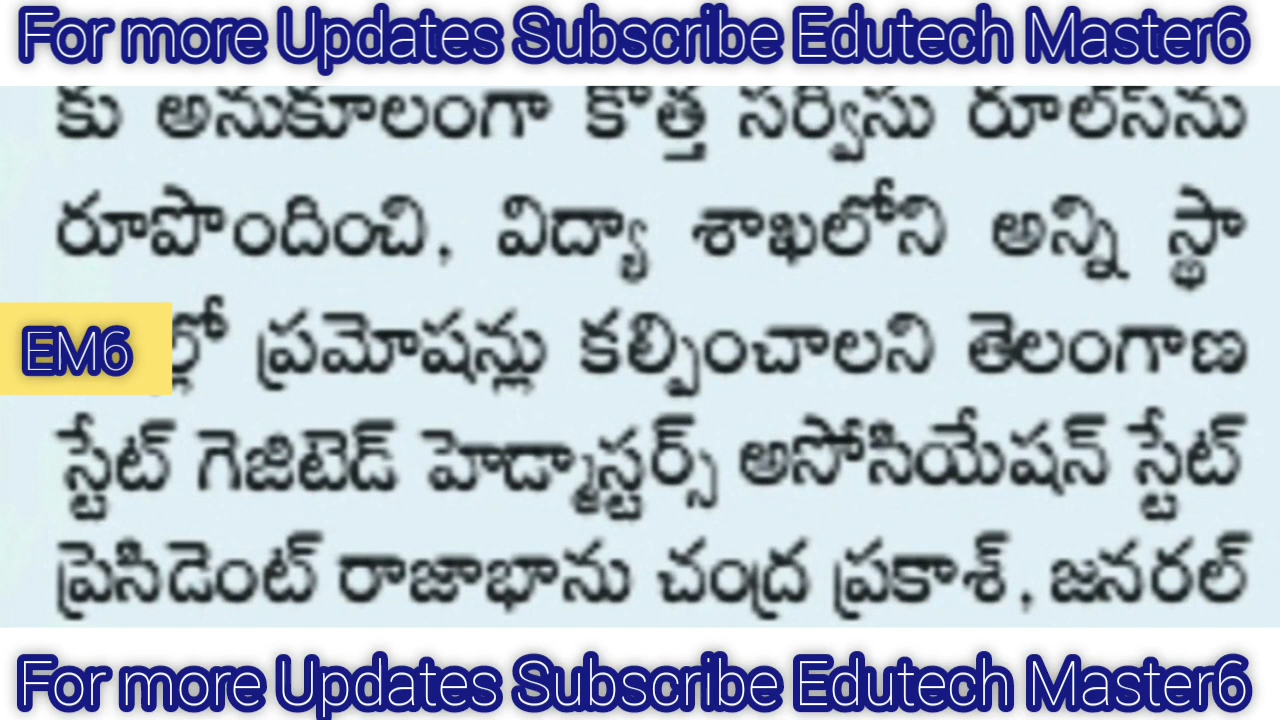 For more Updates Subscribe Edutech Master6
కు అనుకూలంగా కొత్త సర్వీసు రూల్‌స్‌ను
రూపొందించి, విద్యా శాఖలోని అన్ని స్థా
EM6 ప్రమోషన్లు కల్పించాలని తెలంగాణ
స్టేట్ గెజిటెడ్ హెడ్మాస్టర్స్ అసోసియేషన్ స్టేట్
ప్రెసిడెంట్ రాజాభాను చంద్ర ప్రకాశ్, జనరల్
For more Updates Subscribe Edutech Master6